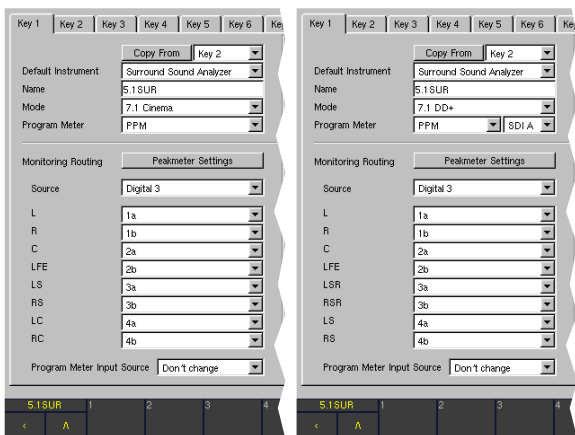 Key 1 Key 2 Key 3 Key 4 Key 5 Key 6
Copy From Key 2
Default Instrument Surround Sound Analyzer
Name 5.1SUR
Mode 7.1 Cinema
Program Meter PPM
Monitoring Routing Peakmeter Settings
Source Digital 3
L 1a
R 1b
C 2a
LFE 2b
LS 3a
RS 3b
LC 4a
RC 4b
Program Meter Input Source Don't change
5.1SUR 1 2 3 4
< Λ
Key 1 Key 2 Key 3 Key 4 Key 5 Key 6
Copy From Key 2
Default Instrument Surround Sound Analyzer
Name 5.1SUR
Mode 7.1 DD+
Program Meter PPM SDI A
Monitoring Routing Peakmeter Settings
Source Digital 3
L 1a
R 1b
C 2a
LFE 2b
LSR 3a
RSR 3b
LS 4a
RS 4b
Program Meter Input Source Don't change
5.1SUR 1 2 3 4
< Λ